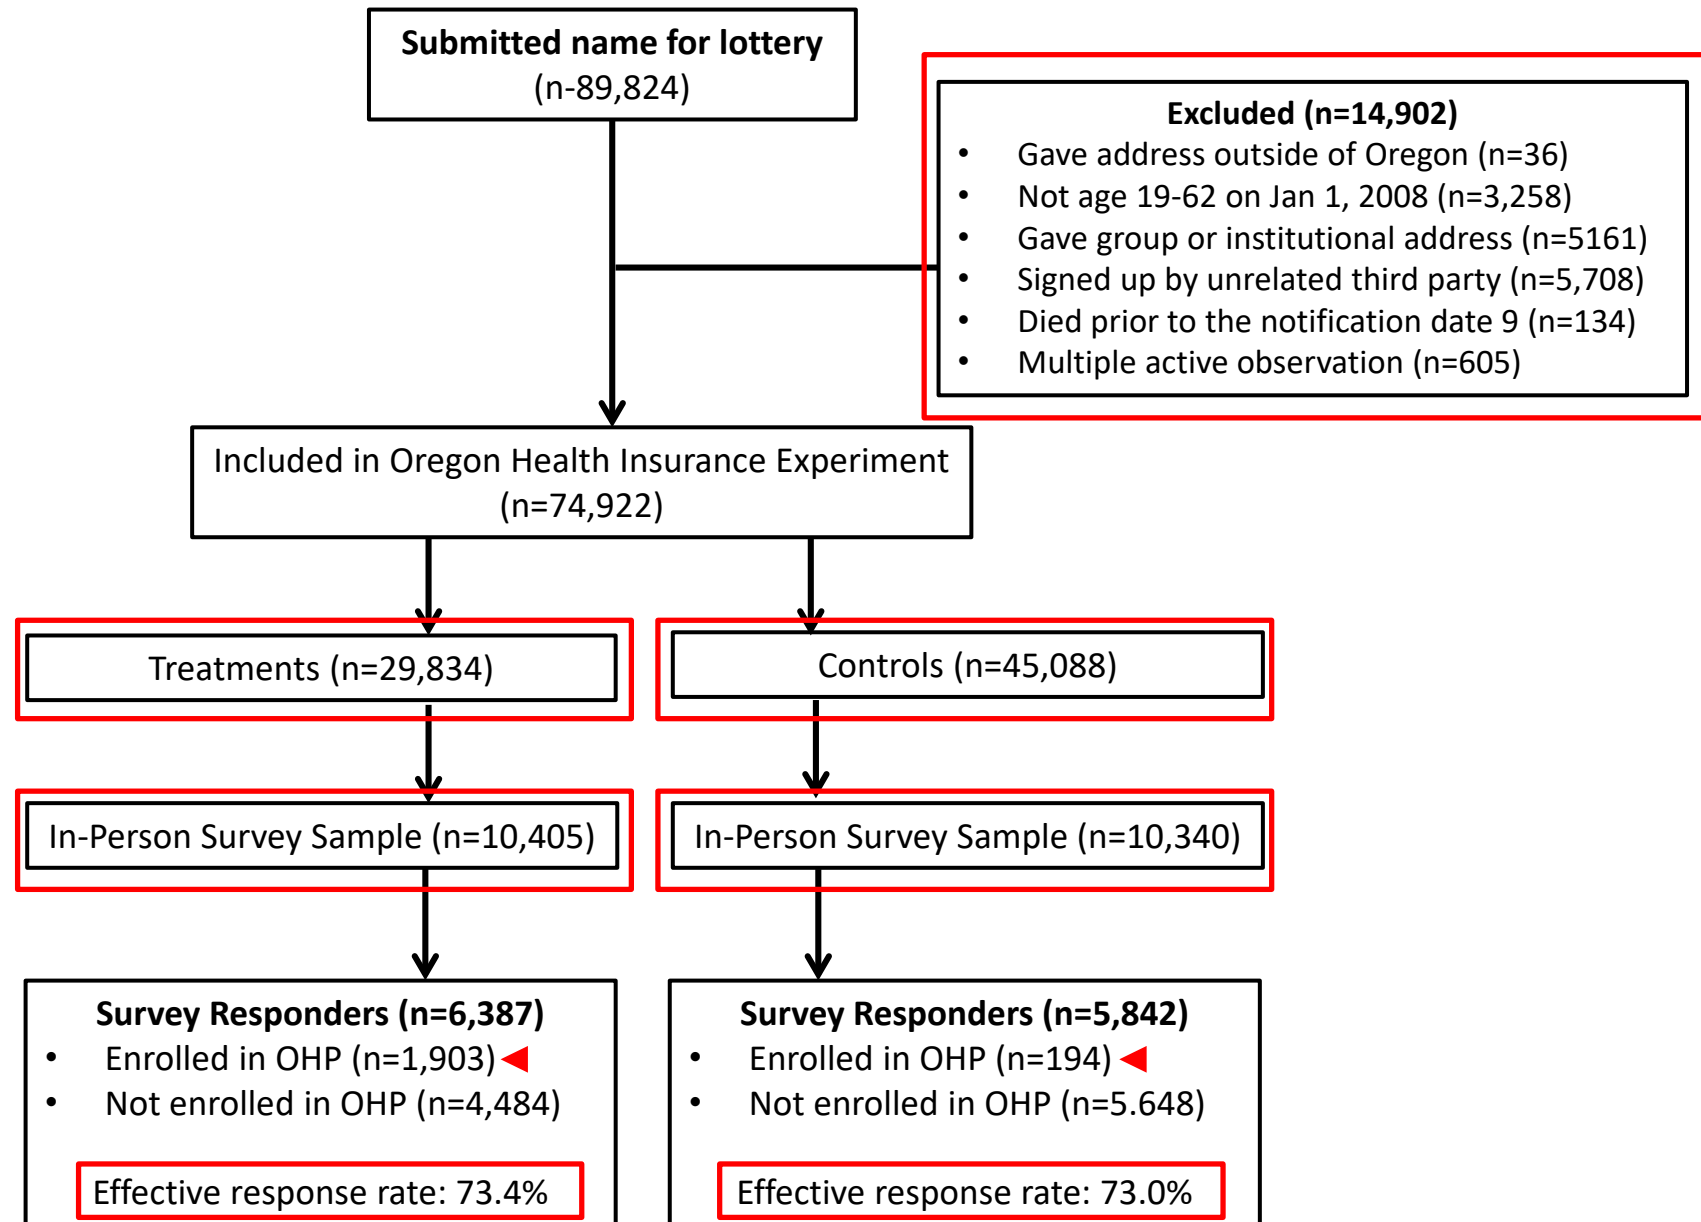 Submitted name for lottery
(n-89,824)
Excluded (n=14,902)
• Gave address outside of Oregon (n=36)
• Not age 19-62 on Jan 1, 2008 (n=3,258)
• Gave group or institutional address (n=5161)
• Signed up by unrelated third party (n=5,708)
• Died prior to the notification date 9 (n=134)
• Multiple active observation (n=605)
Included in Oregon Health Insurance Experiment
(n=74,922)
Treatments (n=29,834)
Controls (n=45,088)
In-Person Survey Sample (n=10,405)
In-Person Survey Sample (n=10,340)
Survey Responders (n=6,387)
• Enrolled in OHP (n=1,903)
• Not enrolled in OHP (n=4,484)
Effective response rate: 73.4%
Survey Responders (n=5,842)
• Enrolled in OHP (n=194)
• Not enrolled in OHP (n=5.648)
Effective response rate: 73.0%